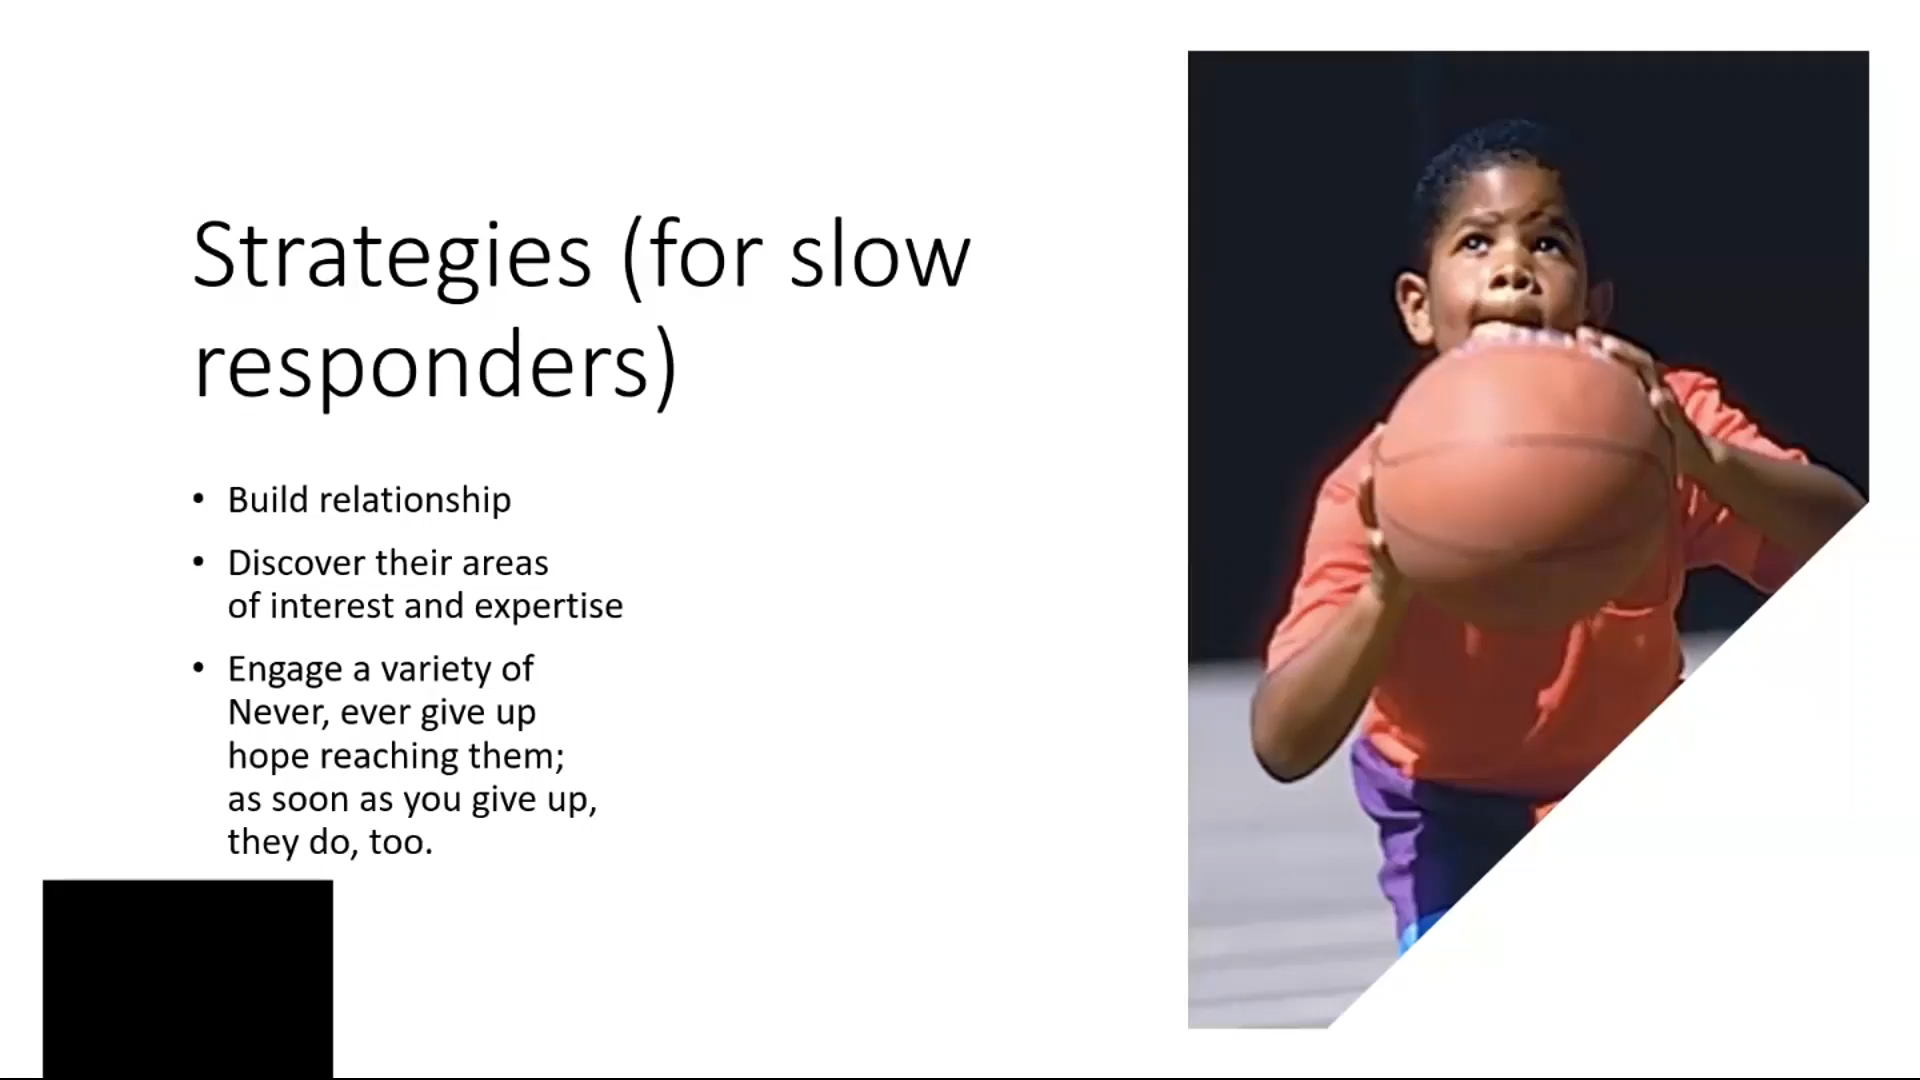 Strategies (for slow
responders)
• Build relationship
• Discover their areas
of interest and expertise
• Engage a variety of
Never, ever give up
hope reaching them;
as soon as you give up,
they do, too.